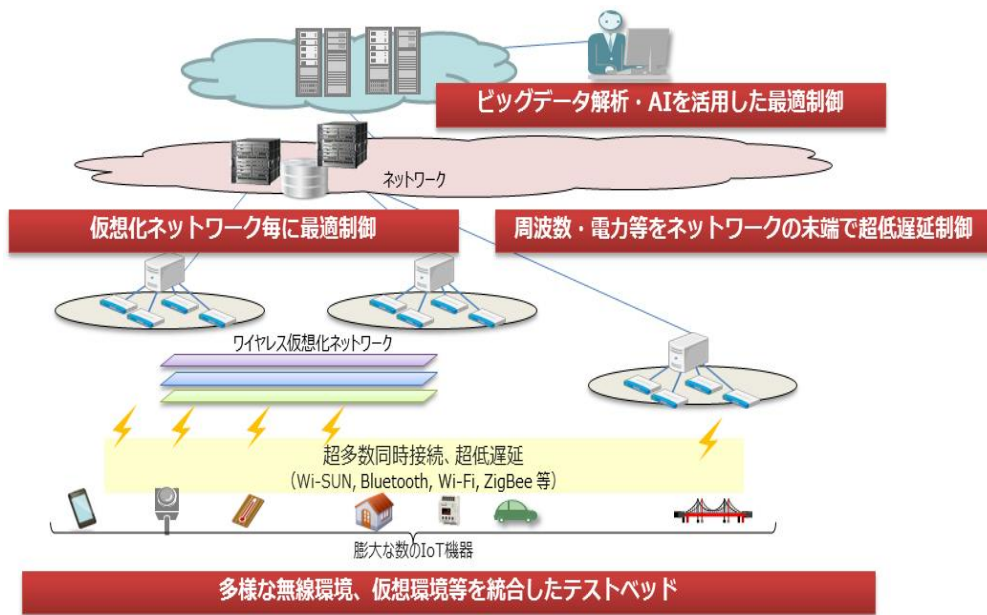 ビッグデータ解析・AIを活用した最適制御
ネットワーク
仮想化ネットワーク毎に最適制御
周波数・電力等をネットワークの末端で超低遅延制御
ワイヤレス仮想化ネットワーク
超多数同時接続、超低遅延
（Wi-SUN, Bluetooth, Wi-Fi, ZigBee 等）
膨大な数のIoT機器
多様な無線環境、仮想環境等を統合したテストベッド